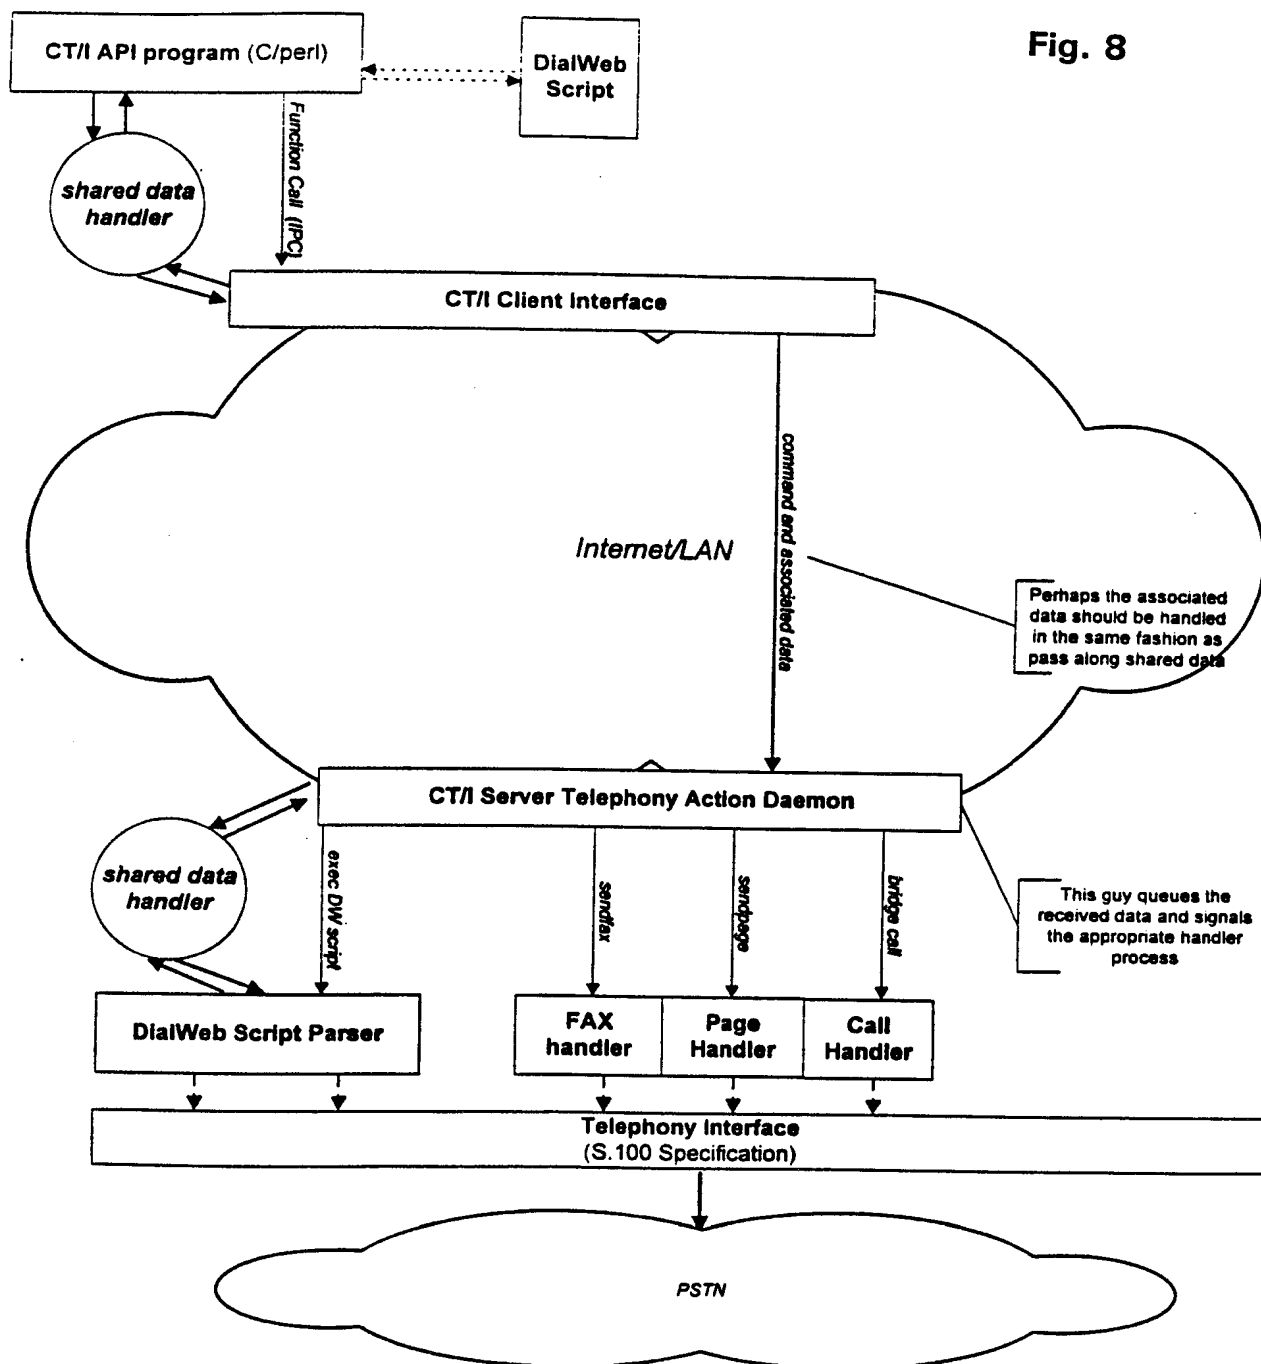 Fig. 8
CT/I API program (C/perl)
DialWeb
Script
Function Call (IPC)
shared data
handler
CT/I Client Interface
command and associated data
Internet/LAN
Perhaps the associated
data should be handled
in the same fashion as
pass along shared data
CT/I Server Telephony Action Daemon
shared data
handler
exec DW script
sendfax
sendpage
bridge call
This guy queues the
received data and signals
the appropriate handler
process
DialWeb Script Parser
FAX
handler
Page
Handler
Call
Handler
Telephony Interface
(S.100 Specification)
PSTN